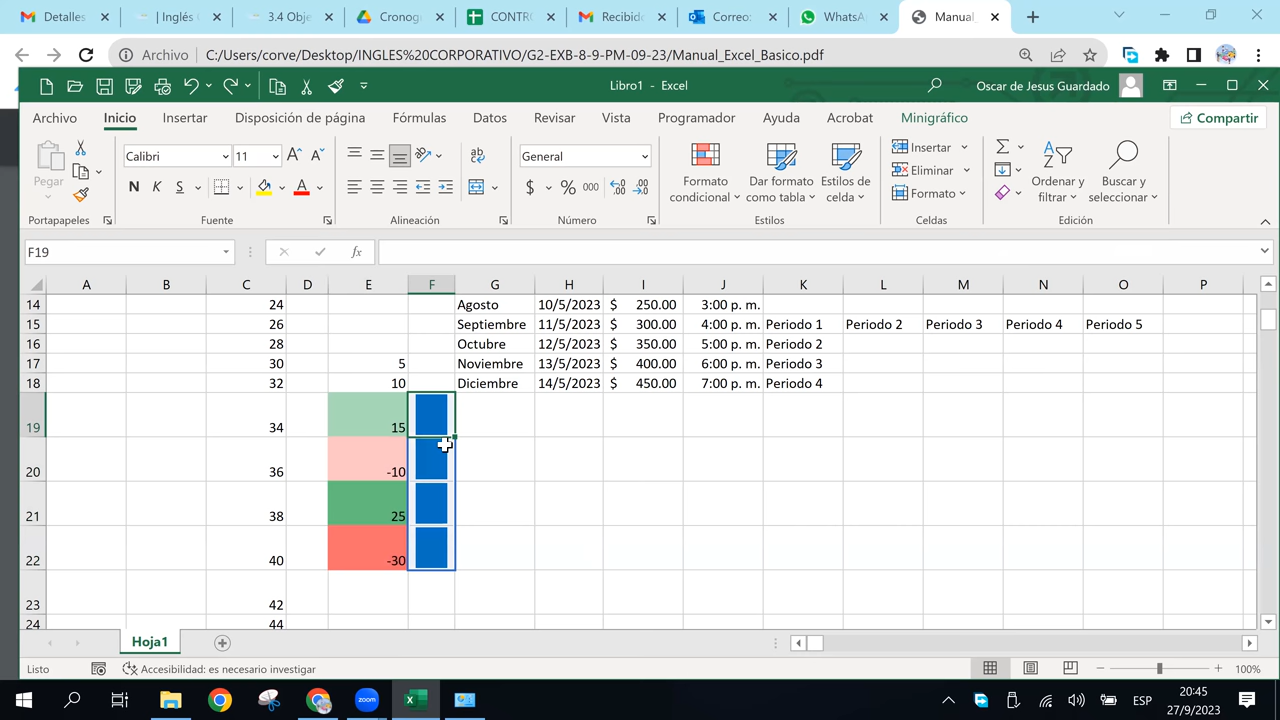 Detalles
Inglés C
3.4 Obje
Cronog
CONTRO
Recibido
Correo:
WhatsA
Manual_
Archivo
C:/Users/corve/Desktop/INGLES%20CORPORATIVO/G2-EXB-8-9-PM-09-23/Manual_Excel_Basico.pdf
Libro1 - Excel
Oscar de Jesus Guardado
Archivo Inicio Insertar Disposición de página Fórmulas Datos Revisar Vista Programador Ayuda Acrobat Minigráfico
Compartir
Pegar
Calibri 11
N K S
General
$ % 000
Formato condicional
Dar formato como tabla
Estilos de celda
Insertar
Eliminar
Formato
Ordenar y filtrar
Buscar y seleccionar
Portapapeles Fuente Alineación Número Estilos Celdas Edición
F19
fx
A B C D E F G H I J K L M N O P
14 24 Agosto 10/5/2023 $ 250.00 3:00 p. m.
15 26 Septiembre 11/5/2023 $ 300.00 4:00 p. m. Periodo 1 Periodo 2 Periodo 3 Periodo 4 Periodo 5
16 28 Octubre 12/5/2023 $ 350.00 5:00 p. m. Periodo 2
17 30 5 Noviembre 13/5/2023 $ 400.00 6:00 p. m. Periodo 3
18 32 10 Diciembre 14/5/2023 $ 450.00 7:00 p. m. Periodo 4
19 34 15
20 36 -10
21 38 25
22 40 -30
23 42
24 44
Hoja1
Listo
Accesibilidad: es necesario investigar
100%
zoom
ESP
20:45
27/9/2023